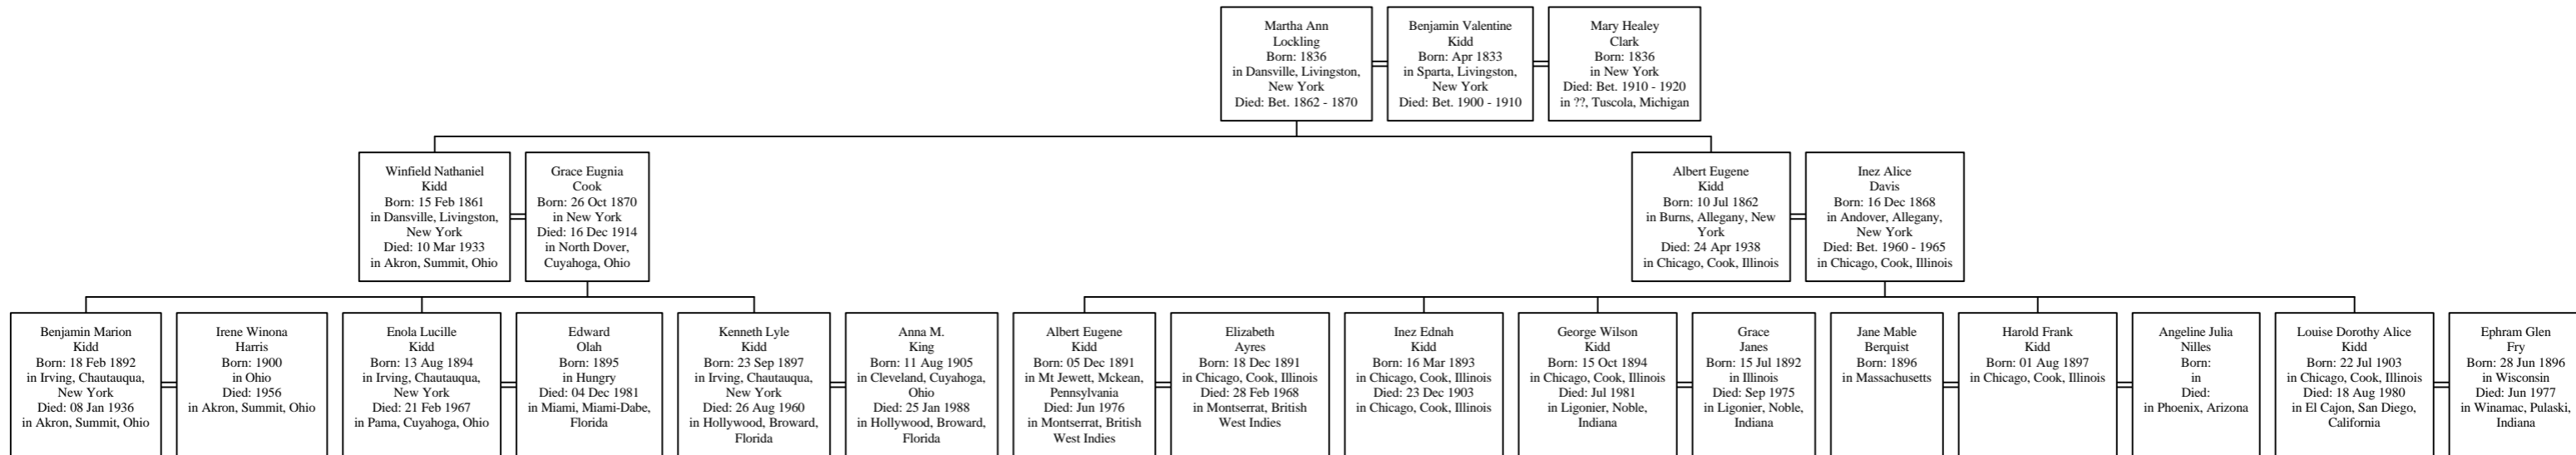 Martha Ann
Lockling
Born: 1836
in Dansville, Livingston,
New York
Died: Bet. 1862 - 1870
Benjamin Valentine
Kidd
Born: Apr 1833
in Sparta, Livingston,
New York
Died: Bet. 1900 - 1910
Mary Healey
Clark
Born: 1836
in New York
Died: Bet. 1910 - 1920
in ??, Tuscola, Michigan
Winfield Nathaniel
Kidd
Born: 15 Feb 1861
in Dansville, Livingston,
New York
Died: 10 Mar 1933
in Akron, Summit, Ohio
Grace Eugnia
Cook
Born: 26 Oct 1870
in New York
Died: 16 Dec 1914
in North Dover,
Cuyahoga, Ohio
Albert Eugene
Kidd
Born: 10 Jul 1862
in Burns, Allegany, New
York
Died: 24 Apr 1938
in Chicago, Cook, Illinois
Inez Alice
Davis
Born: 16 Dec 1868
in Andover, Allegany,
New York
Died: Bet. 1960 - 1965
in Chicago, Cook, Illinois
Benjamin Marion
Kidd
Born: 18 Feb 1892
in Irving, Chautauqua,
New York
Died: 08 Jan 1936
in Akron, Summit, Ohio
Irene Winona
Harris
Born: 1900
in Ohio
Died: 1956
in Akron, Summit, Ohio
Enola Lucille
Kidd
Born: 13 Aug 1894
in Irving, Chautauqua,
New York
Died: 21 Feb 1967
in Pama, Cuyahoga, Ohio
Edward
Olah
Born: 1895
in Hungry
Died: 04 Dec 1981
in Miami, Miami-Dabe,
Florida
Kenneth Lyle
Kidd
Born: 23 Sep 1897
in Irving, Chautauqua,
New York
Died: 26 Aug 1960
in Hollywood, Broward,
Florida
Anna M.
King
Born: 11 Aug 1905
in Cleveland, Cuyahoga,
Ohio
Died: 25 Jan 1988
in Hollywood, Broward,
Florida
Albert Eugene
Kidd
Born: 05 Dec 1891
in Mt Jewett, Mckean,
Pennsylvania
Died: Jun 1976
in Montserrat, British
West Indies
Elizabeth
Ayres
Born: 18 Dec 1891
in Chicago, Cook, Illinois
Died: 28 Feb 1968
in Montserrat, British
West Indies
Inez Ednah
Kidd
Born: 16 Mar 1893
in Chicago, Cook, Illinois
Died: 23 Dec 1903
in Chicago, Cook, Illinois
George Wilson
Kidd
Born: 15 Oct 1894
in Chicago, Cook, Illinois
Died: Jul 1981
in Ligonier, Noble,
Indiana
Grace
Janes
Born: 15 Jul 1892
in Illinois
Died: Sep 1975
in Ligonier, Noble,
Indiana
Jane Mable
Berquist
Born: 1896
in Massachusetts
Harold Frank
Kidd
Born: 01 Aug 1897
in Chicago, Cook, Illinois
Angeline Julia
Nilles
Born:
in
Died:
in Phoenix, Arizona
Louise Dorothy Alice
Kidd
Born: 22 Jul 1903
in Chicago, Cook, Illinois
Died: 18 Aug 1980
in El Cajon, San Diego,
California
Ephram Glen
Fry
Born: 28 Jun 1896
in Wisconsin
Died: Jun 1977
in Winamac, Pulaski,
Indiana